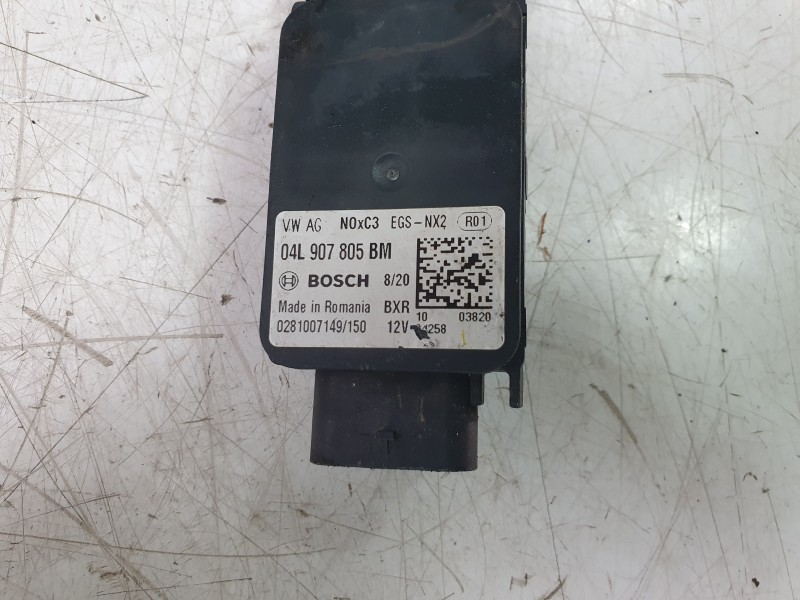 VW AG NOxC3 EGS-NX2 R01
04L 907 805 BM
BOSCH 8/20
Made in Romania BXR 10 03820
0281007149/150 12V